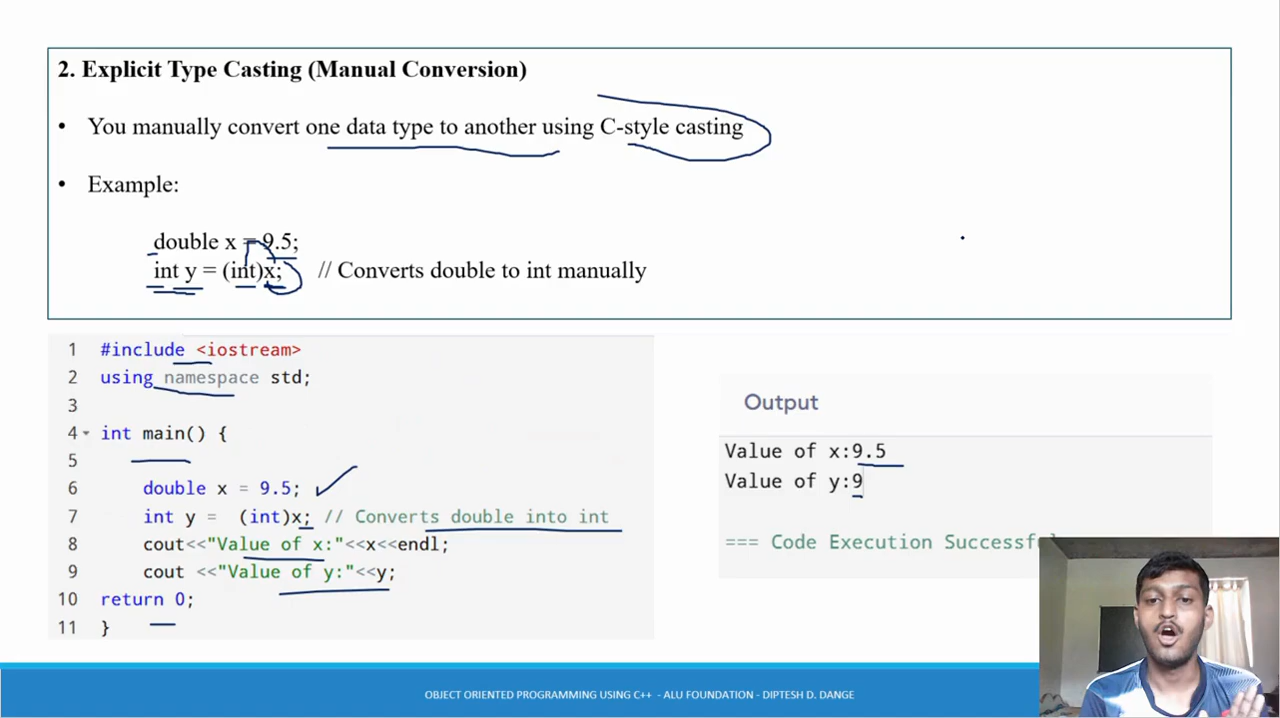 2. Explicit Type Casting (Manual Conversion)
• You manually convert one data type to another using C-style casting
• Example:
double x = 9.5;
int y = (int)x; // Converts double to int manually
1 #include <iostream>
2 using namespace std;
3
4 int main() {
5
6 double x = 9.5;
7 int y = (int)x; // Converts double into int
8 cout<<"Value of x:"<<x<<endl;
9 cout <<"Value of y:"<<y;
10 return 0;
11 }
Output
Value of x:9.5
Value of y:9
=== Code Execution
OBJECT ORIENTED PROGRAMMING USING C++ - ALU FOUNDATION - DIPTESH D. DANGE